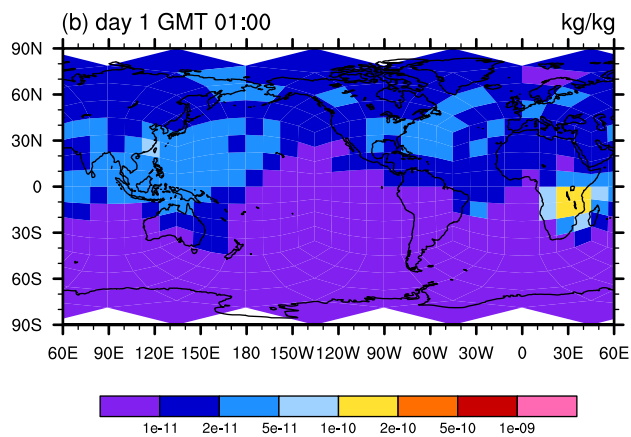 (b) day 1 GMT 01:00 kg/kg
90N
60N
30N
0
30S
60S
90S
60E 90E 120E 150E 180 150W 120W 90W 60W 30W 0 30E 60E
1e-11 2e-11 5e-11 1e-10 2e-10 5e-10 1e-09